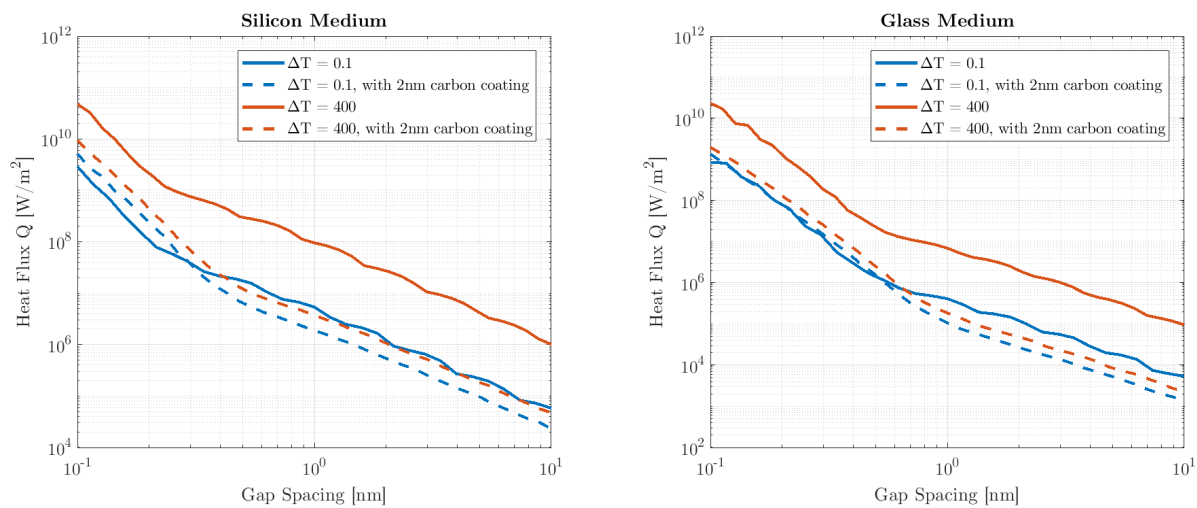 Silicon Medium
10^12
10^10
10^8
10^6
10^4
Heat Flux Q [W/m^2]
ΔT = 0.1
ΔT = 0.1, with 2nm carbon coating
ΔT = 400
ΔT = 400, with 2nm carbon coating
10^-1
10^0
10^1
Gap Spacing [nm]
Glass Medium
10^12
10^10
10^8
10^6
10^4
10^2
Heat Flux Q [W/m^2]
ΔT = 0.1
ΔT = 0.1, with 2nm carbon coating
ΔT = 400
ΔT = 400, with 2nm carbon coating
10^-1
10^0
10^1
Gap Spacing [nm]